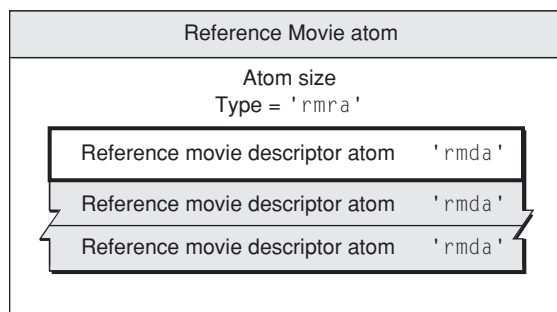 Reference Movie atom
Atom size
Type = 'rmra'
Reference movie descriptor atom 'rmda'
Reference movie descriptor atom 'rmda'
Reference movie descriptor atom 'rmda'